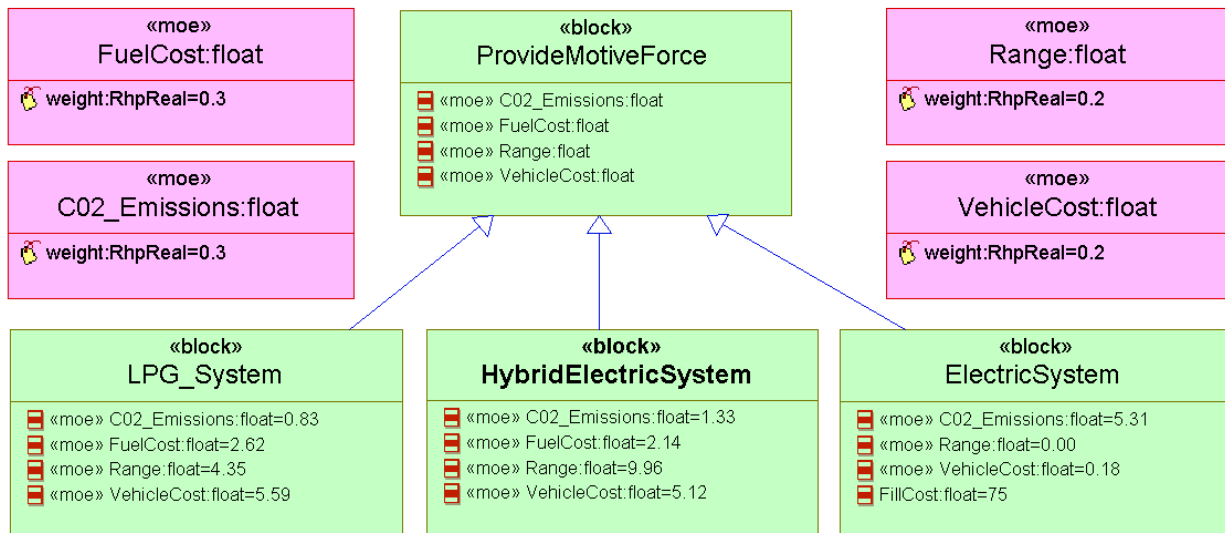 «moe»
FuelCost:float
weight:RhpReal=0.3
«block»
ProvideMotiveForce
«moe» C02_Emissions:float
«moe» FuelCost:float
«moe» Range:float
«moe» VehicleCost:float
«moe»
Range:float
weight:RhpReal=0.2
«moe»
C02_Emissions:float
weight:RhpReal=0.3
«moe»
VehicleCost:float
weight:RhpReal=0.2
«block»
LPG_System
«moe» C02_Emissions:float=0.83
«moe» FuelCost:float=2.62
«moe» Range:float=4.35
«moe» VehicleCost:float=5.59
«block»
HybridElectricSystem
«moe» C02_Emissions:float=1.33
«moe» FuelCost:float=2.14
«moe» Range:float=9.96
«moe» VehicleCost:float=5.12
«block»
ElectricSystem
«moe» C02_Emissions:float=5.31
«moe» Range:float=0.00
«moe» VehicleCost:float=0.18
FillCost:float=75